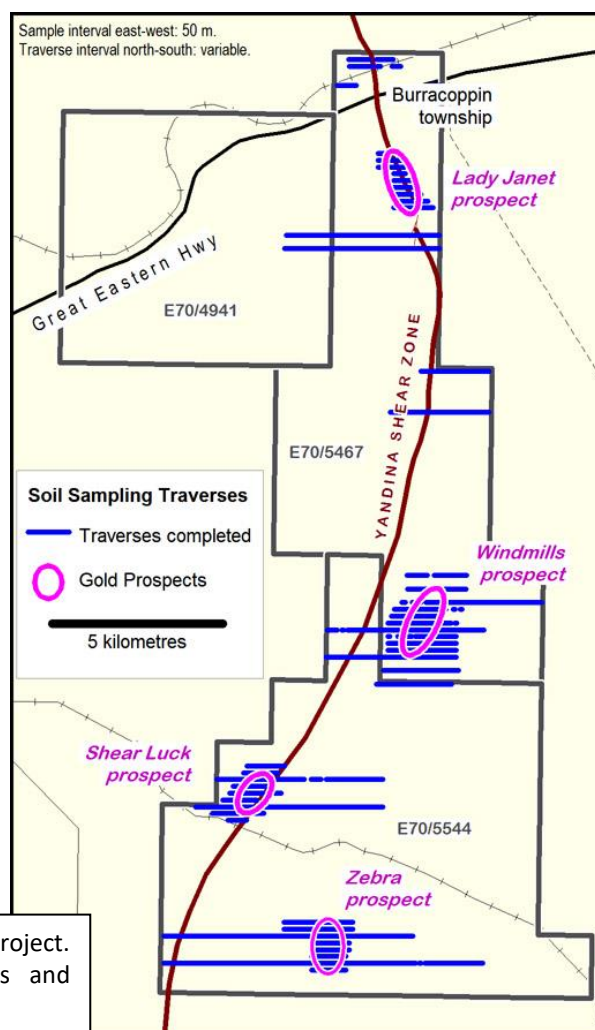 Sample interval east-west: 50 m.
Traverse interval north-south: variable.
Burracoppin
township
Lady Janet
prospect
Great Eastern Hwy
E70/4941
YANDINA SHEAR ZONE
E70/5467
Soil Sampling Traverses
Traverses completed
Gold Prospects
5 kilometres
Windmills
prospect
Shear Luck
prospect
E70/5544
Zebra
prospect
roject.
s and